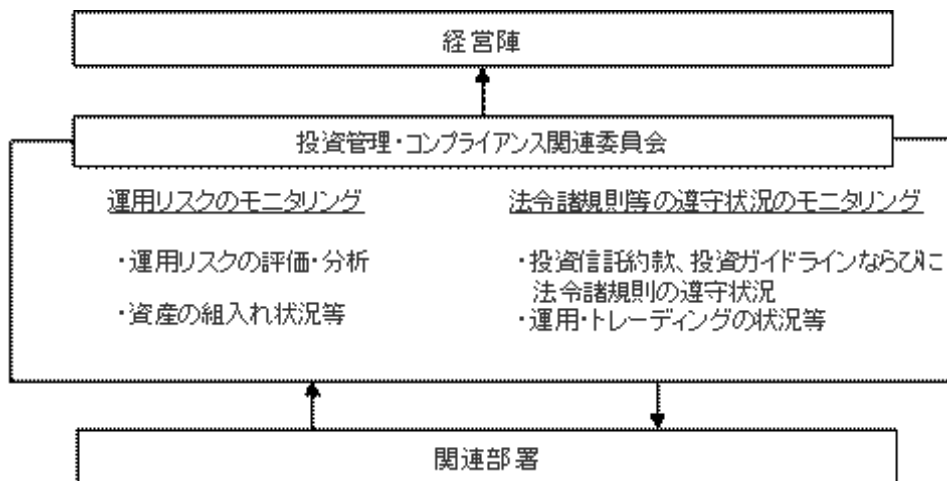 経営陣
投資管理・コンプライアンス関連委員会
運用リスクのモニタリング
・運用リスクの評価・分析
・資産の組入れ状況等
法令諸規則等の遵守状況のモニタリング
・投資信託約款、投資ガイドラインならびに
法令諸規則の遵守状況
・運用・トレーディングの状況等
関連部署